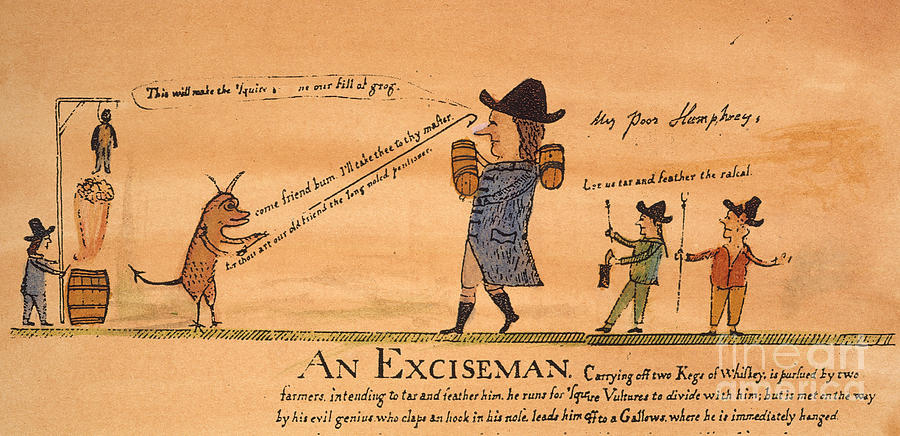 This will make the 'Squire ne our fill of grog.
come friend bum. I'll take thee to thy master.
thou art our old friend the long nosed
My Poor Humphrey,
Let us tar and feather the rascal.
AN EXCISEMAN. Carrying off two Kegs of Whiskey, is pursued by two
farmers, intending to tar and feather him, he runs for 'Squire Vultures to divide with him; but is met on the way
by his evil genius who claps an hook in his nose, leads him off to a Gallows, where he is immediately hanged
fine art
america